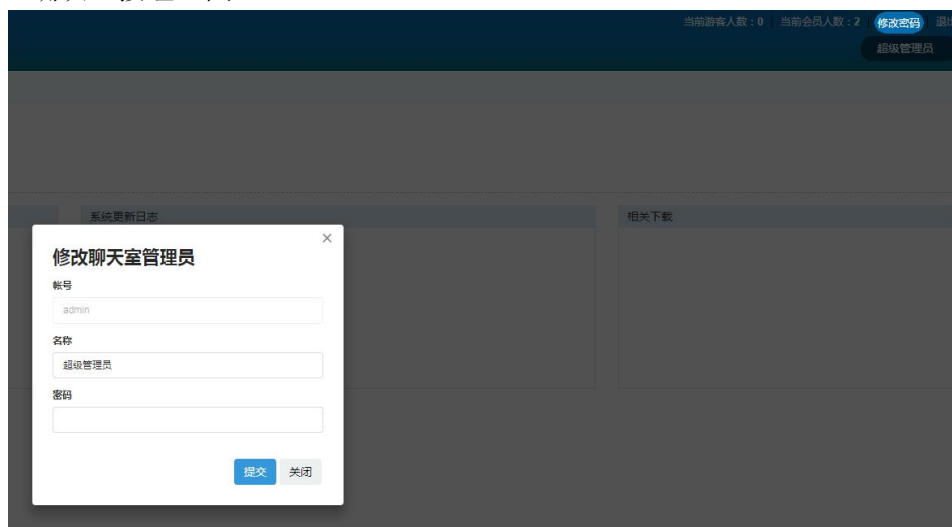 当前游客人数：0 当前会员人数：2 修改密码
超级管理员
系统更新日志 相关下载
×
修改聊天室管理员
帐号
admin
名称
超级管理员
密码
提交 关闭